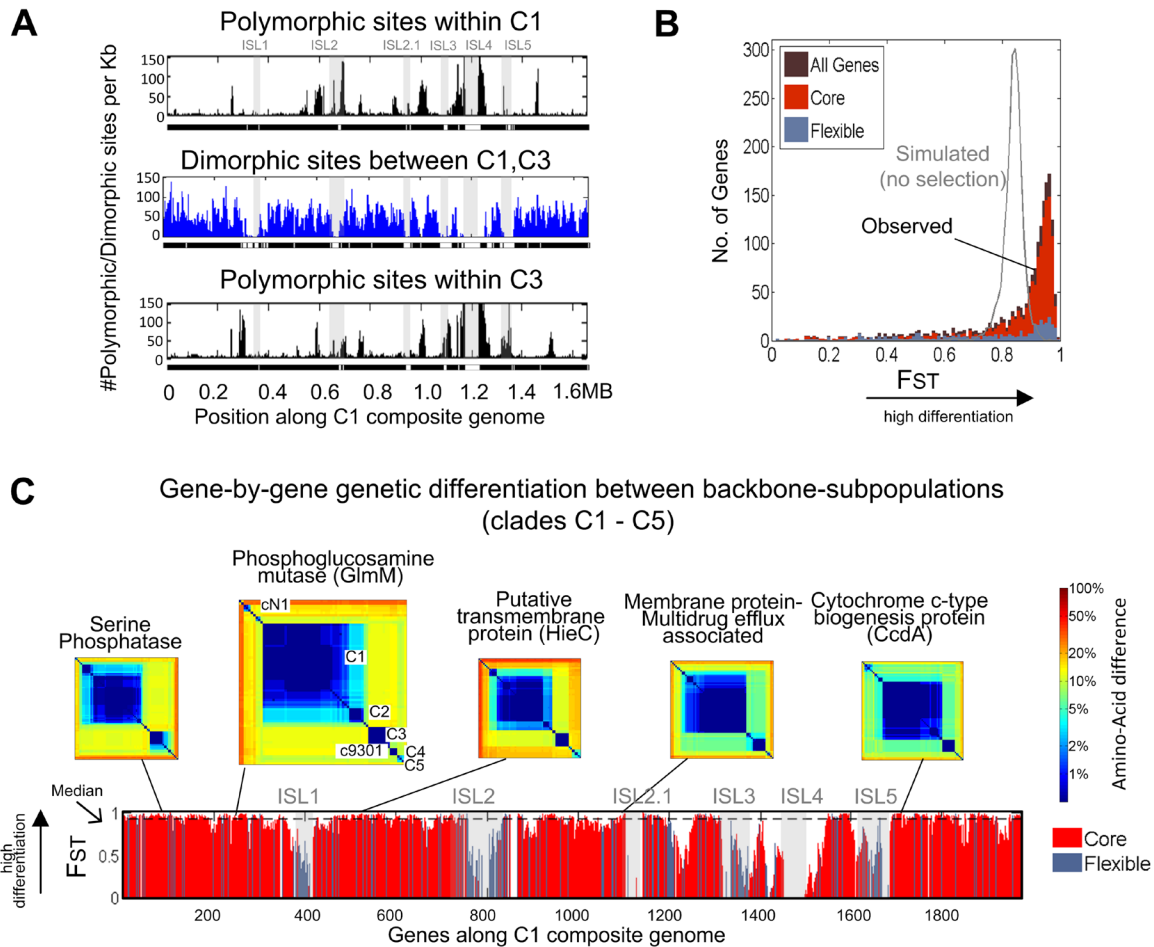 A
Polymorphic sites within C1
ISL1 ISL2 ISL2.1 ISL3 ISL4 ISL5
150
100
50
0
Dimorphic sites between C1,C3
150
100
50
0
Polymorphic sites within C3
150
100
50
0
#Polymorphic/Dimorphic sites per Kb
0 0.2 0.4 0.6 0.8 1.0 1.2 1.4 1.6MB
Position along C1 composite genome
B
300
250
200
150
100
50
0
No. of Genes
All Genes
Core
Flexible
Simulated
(no selection)
Observed
0 0.2 0.4 0.6 0.8 1
FST
high differentiation
C
Gene-by-gene genetic differentiation between backbone-subpopulations
(clades C1 - C5)
Serine
Phosphatase
Phosphoglucosamine
mutase (GlmM)
cN1
C1
C2
C3
c9301
C4
C5
Putative
transmembrane
protein (HieC)
Membrane protein-
Multidrug efflux
associated
Cytochrome c-type
biogenesis protein
(CcdA)
100%
50%
20%
10%
5%
2%
1%
Amino-Acid difference
Median
ISL1 ISL2 ISL2.1 ISL3 ISL4 ISL5
1
0.5
0
high
differentiation
FST
Core
Flexible
200 400 600 800 1000 1200 1400 1600 1800
Genes along C1 composite genome